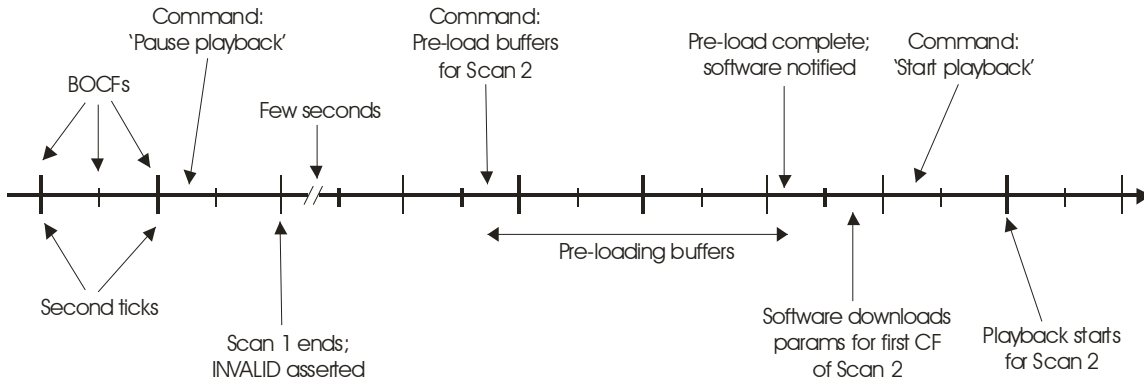 Command:
'Pause playback'
Command:
Pre-load buffers
for Scan 2
Pre-load complete;
software notified
Command:
'Start playback'
BOCFs
Few seconds
Pre-loading buffers
Second ticks
Scan 1 ends;
INVALID asserted
Software downloads
params for first CF
of Scan 2
Playback starts
for Scan 2